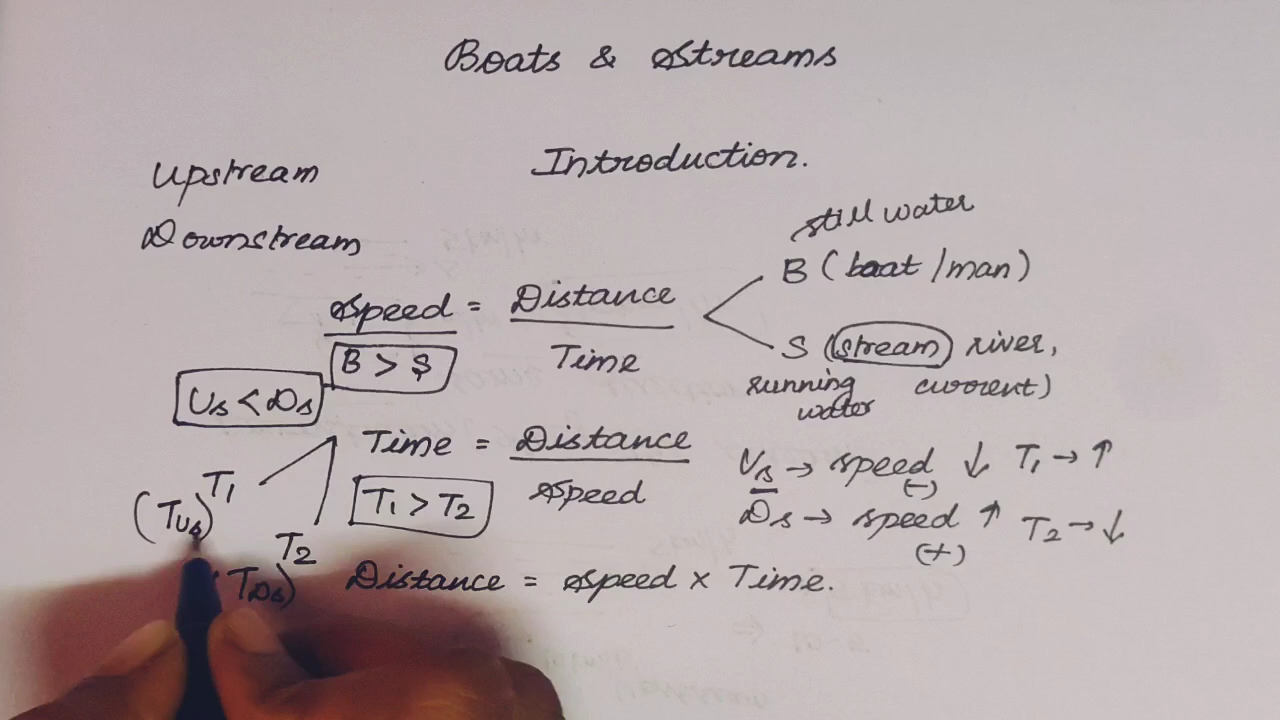 Boats & Streams
Introduction.
Upstream
Downstream
still water
B (boat/man)
Speed = Distance / Time
S (stream) river,
running water current)
B > S
Us < Ds
Time = Distance / Speed
T1 > T2
T1 (Tus)
T2 (TDs)
Us → speed ↓ T1 → ↑
(-)
Ds → speed ↑ T2 → ↓
(+)
Distance = Speed × Time.